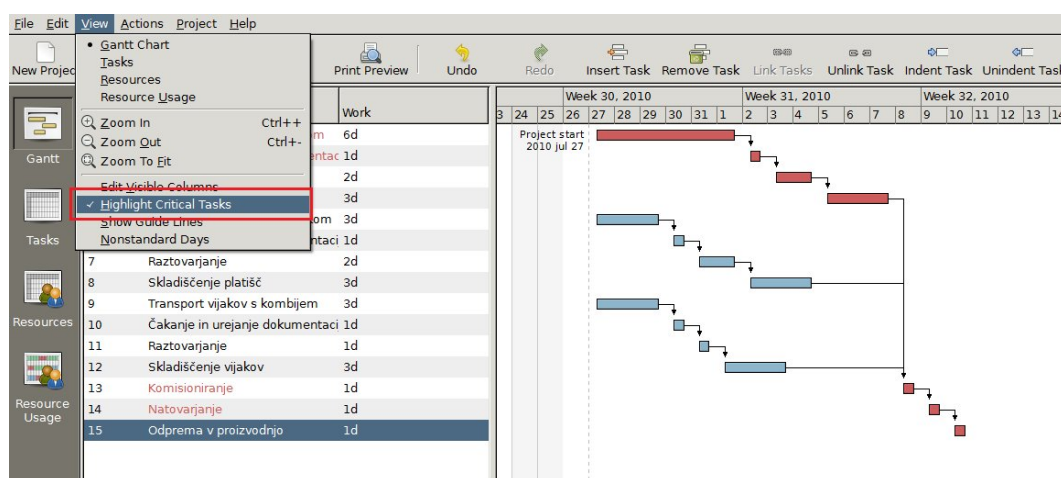 File Edit View Actions Project Help
New Projec Print Preview Undo Redo Insert Task Remove Task Link Tasks Unlink Task Indent Task Unindent Task
Gantt Chart
Tasks
Resources
Resource Usage
Zoom In Ctrl++
Zoom Out Ctrl+-
Zoom To Fit
Edit Visible Columns
Highlight Critical Tasks
Show Guide Lines
Nonstandard Days
Gantt
Tasks
Resources
Resource
Usage
Work
6d
1d
2d
3d
3d
1d
7 Raztovarjanje 2d
8 Skladiščenje platišč 3d
9 Transport vijakov s kombijem 3d
10 Čakanje in urejanje dokumentaci 1d
11 Raztovarjanje 1d
12 Skladiščenje vijakov 3d
13 Komisioniranje 1d
14 Natovarjanje 1d
15 Odprema v proizvodnjo 1d
Week 30, 2010 Week 31, 2010 Week 32, 2010
3 24 25 26 27 28 29 30 31 1 2 3 4 5 6 7 8 9 10 11 12 13 14
Project start
2010 jul 27